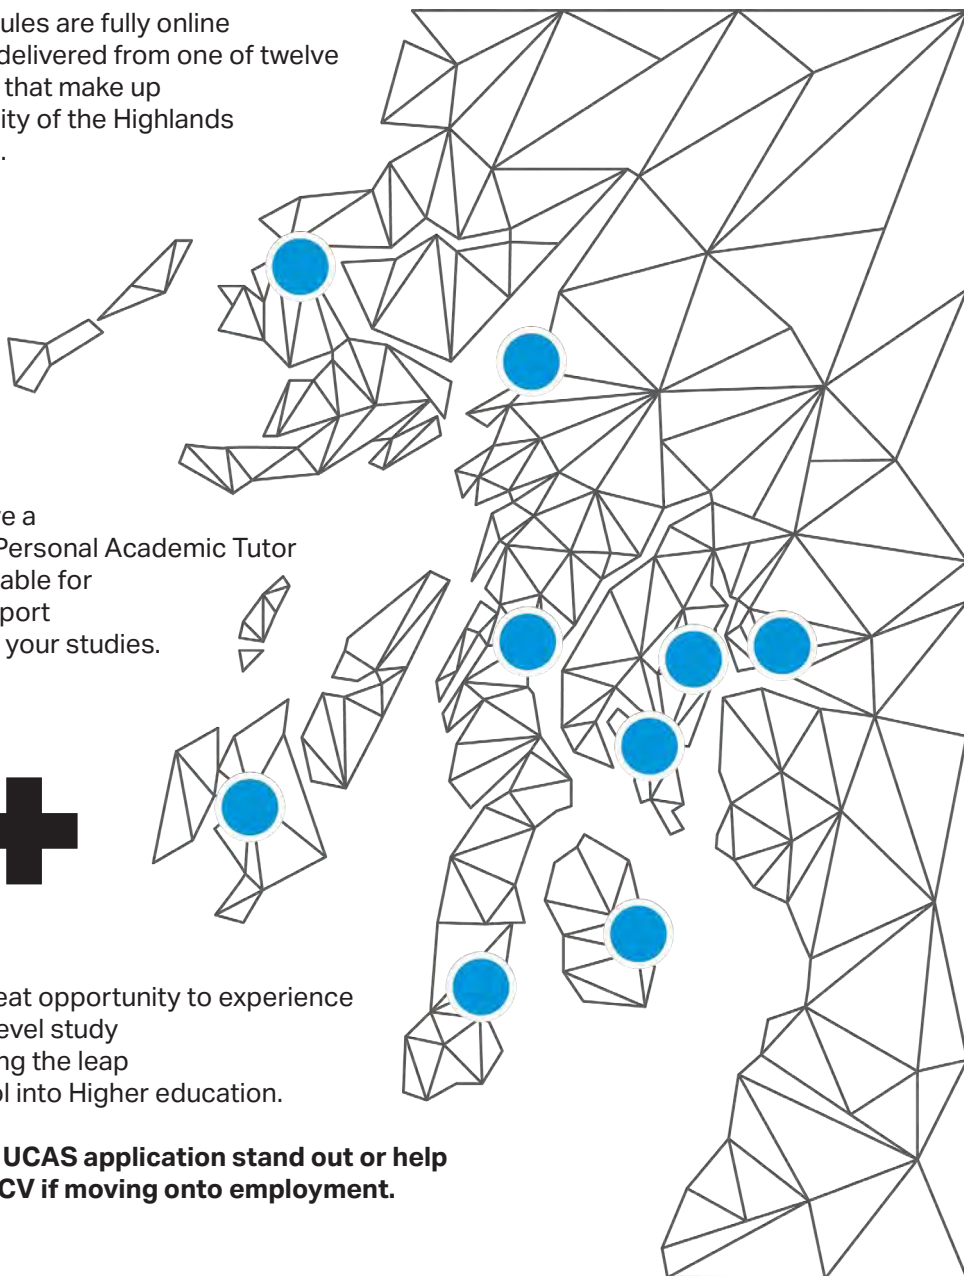 ules are fully online
delivered from one of twelve
that make up
ity of the Highlands
.
e a
Personal Academic Tutor
able for
port
your studies.
eat opportunity to experience
evel study
ng the leap
ol into Higher education.
UCAS application stand out or help
CV if moving onto employment.